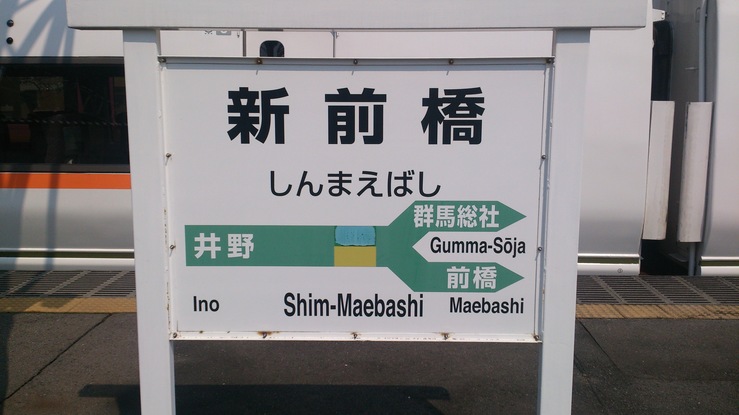 新前橋
しんまえばし
群馬総社
井野
Gumma-Sōja
前橋
Ino
Shim-Maebashi
Maebashi